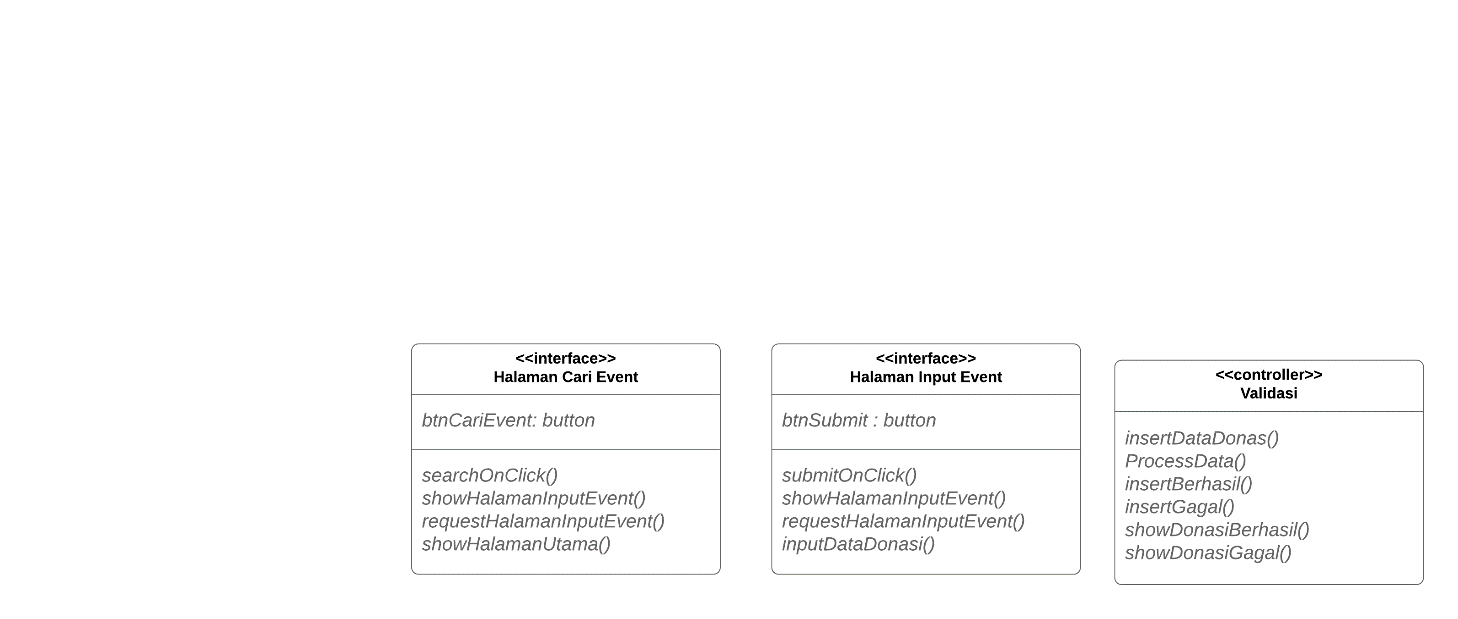 <<interface>>
Halaman Cari Event
btnCariEvent: button
searchOnClick()
showHalamanInputEvent()
requestHalamanInputEvent()
showHalamanUtama()
<<interface>>
Halaman Input Event
btnSubmit : button
submitOnClick()
showHalamanInputEvent()
requestHalamanInputEvent()
inputDataDonasi()
<<controller>>
Validasi
insertDataDonas()
ProcessData()
insertBerhasil()
insertGagal()
showDonasiBerhasil()
showDonasiGagal()